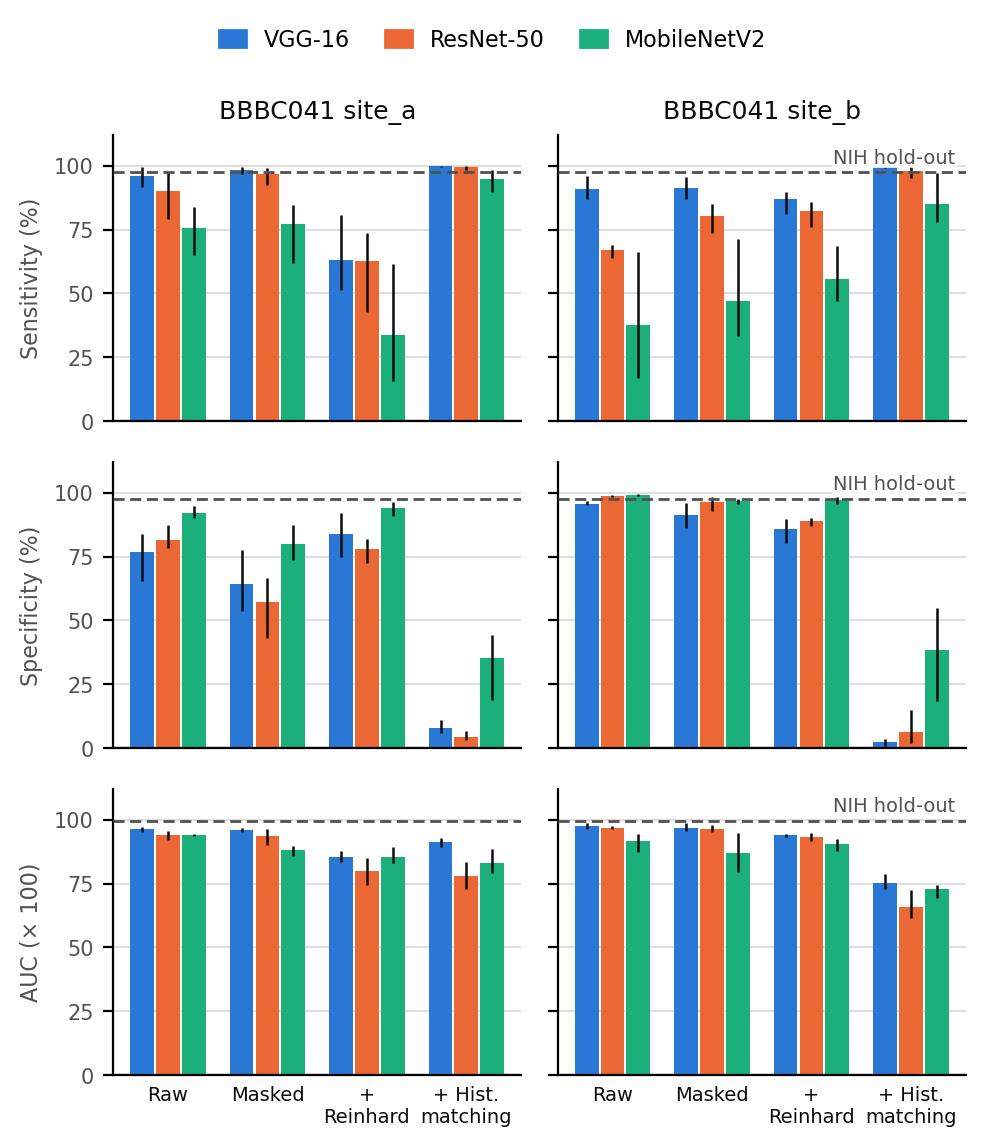 VGG-16 ResNet-50 MobileNetV2
BBBC041 site_a BBBC041 site_b
Sensitivity (%)
100
75
50
25
0
NIH hold-out
Specificity (%)
100
75
50
25
0
NIH hold-out
AUC (× 100)
100
75
50
25
0
NIH hold-out
Raw Masked + + Hist. Raw Masked + + Hist.
Reinhard matching Reinhard matching